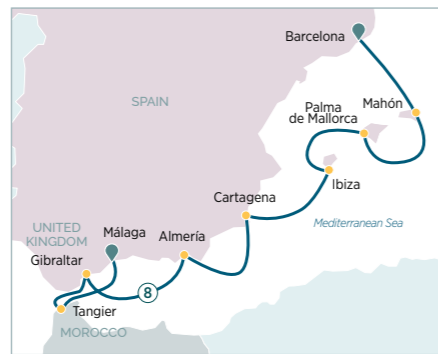 Barcelona
SPAIN
Palma
de Mallorca
Mahón
Ibiza
Cartagena
Mediterranean Sea
UNITED
KINGDOM
Málaga
Almería
Gibraltar
8
Tangier
MOROCCO